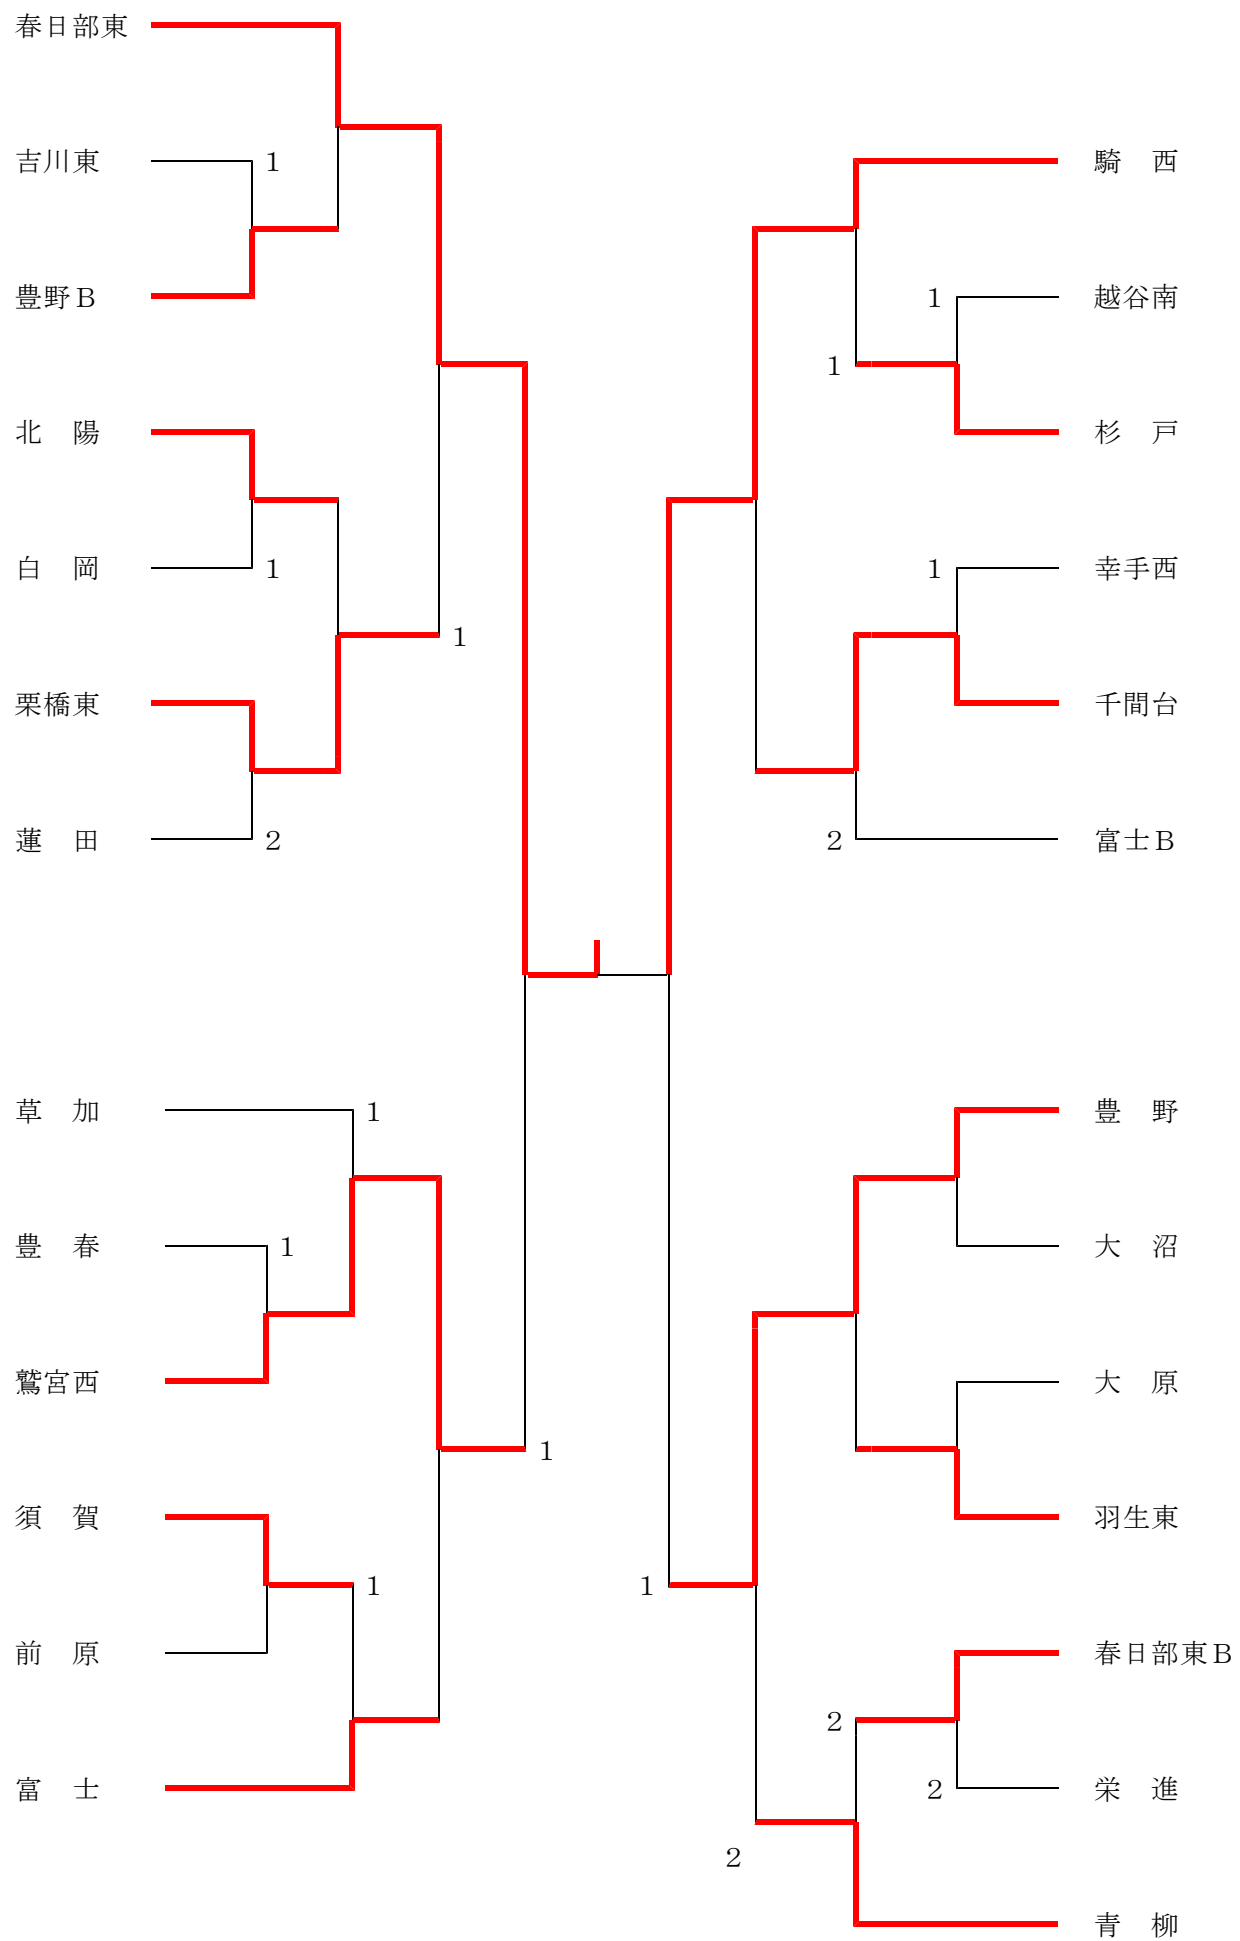 春日部東
吉川東 1
豊野Ｂ
北　陽
白　岡 1
1
栗橋東
蓮　田 2
草　加 1
豊　春 1
鷲宮西
1
須　賀
1
前　原
富　士
騎　西
1 越谷南
1
杉　戸
1 幸手西
千間台
2 富士Ｂ
豊　野
大　沼
大　原
羽生東
1
春日部東Ｂ
2
2 栄　進
2
青　柳